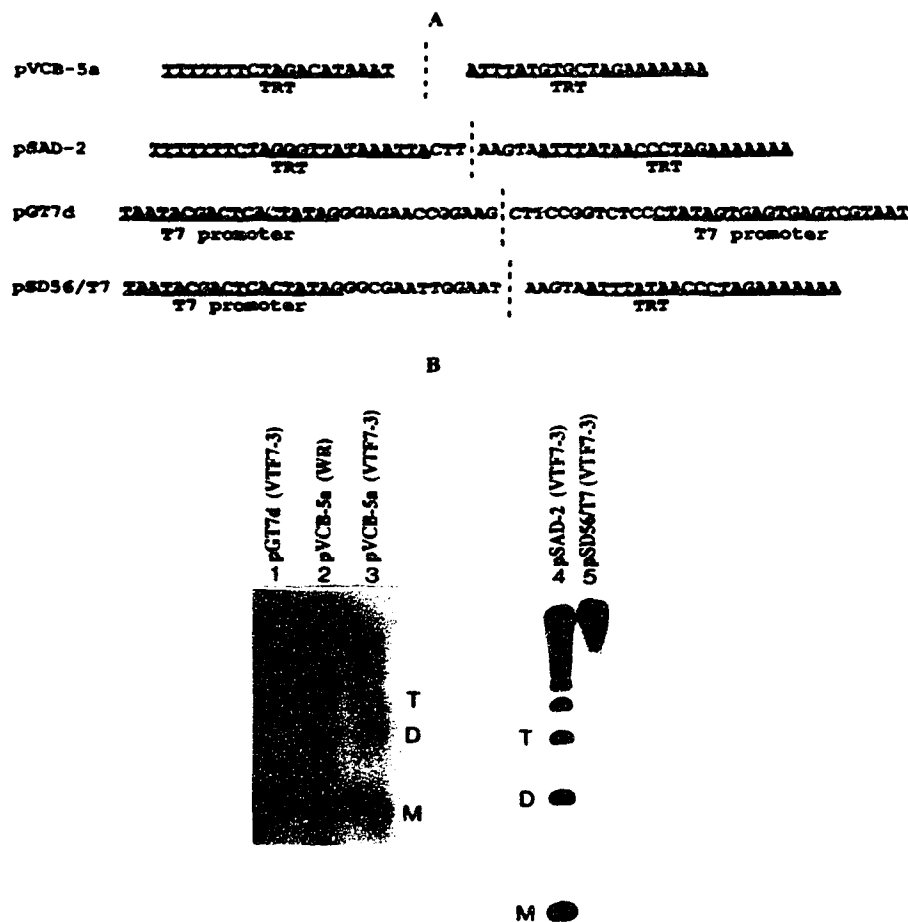 A
pVCB-5a TTTTTTTCTAGACATAAAT ATTTATGTGCTAGAAAAAAA
TRT TRT
pSAD-2 TTTTTTTCTAGGGTTATAAATTACTT AAGTAATTTATAACCCTAGAAAAAAA
TRT TRT
pGT7d TAATACGACTCACTATAGGGAGAACCGGAAG CTTCCGGTCTCCCTATAGTGAGTGAGTCGTAAT
T7 promoter T7 promoter
pSD56/T7 TAATACGACTCACTATAGGGCGAATTGGAAT AAGTAATTTATAACCCTAGAAAAAAA
T7 promoter TRT
B
1 pGT7d (VTF7-3)
2 pVCB-5a (WR)
3 pVCB-5a (VTF7-3)
4 pSAD-2 (VTF7-3)
5 pSD56/T7 (VTF7-3)
T
D
M
T
D
M